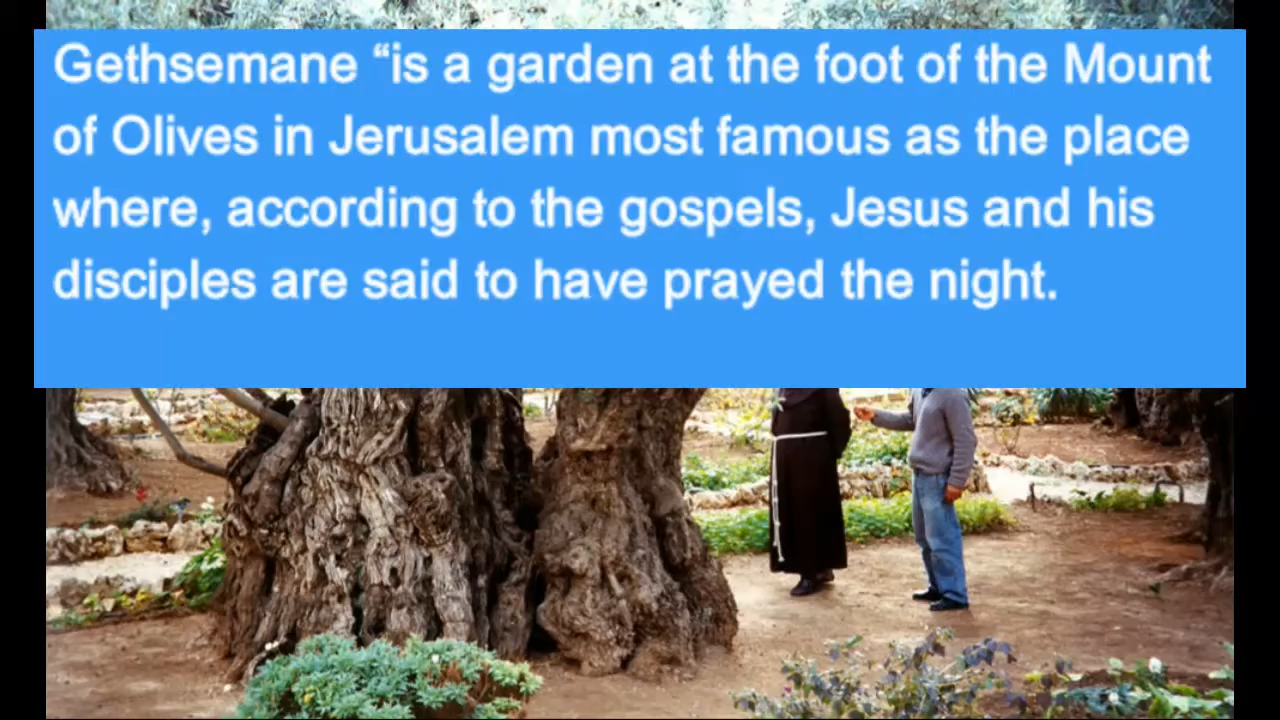 Gethsemane “is a garden at the foot of the Mount
of Olives in Jerusalem most famous as the place
where, according to the gospels, Jesus and his
disciples are said to have prayed the night.